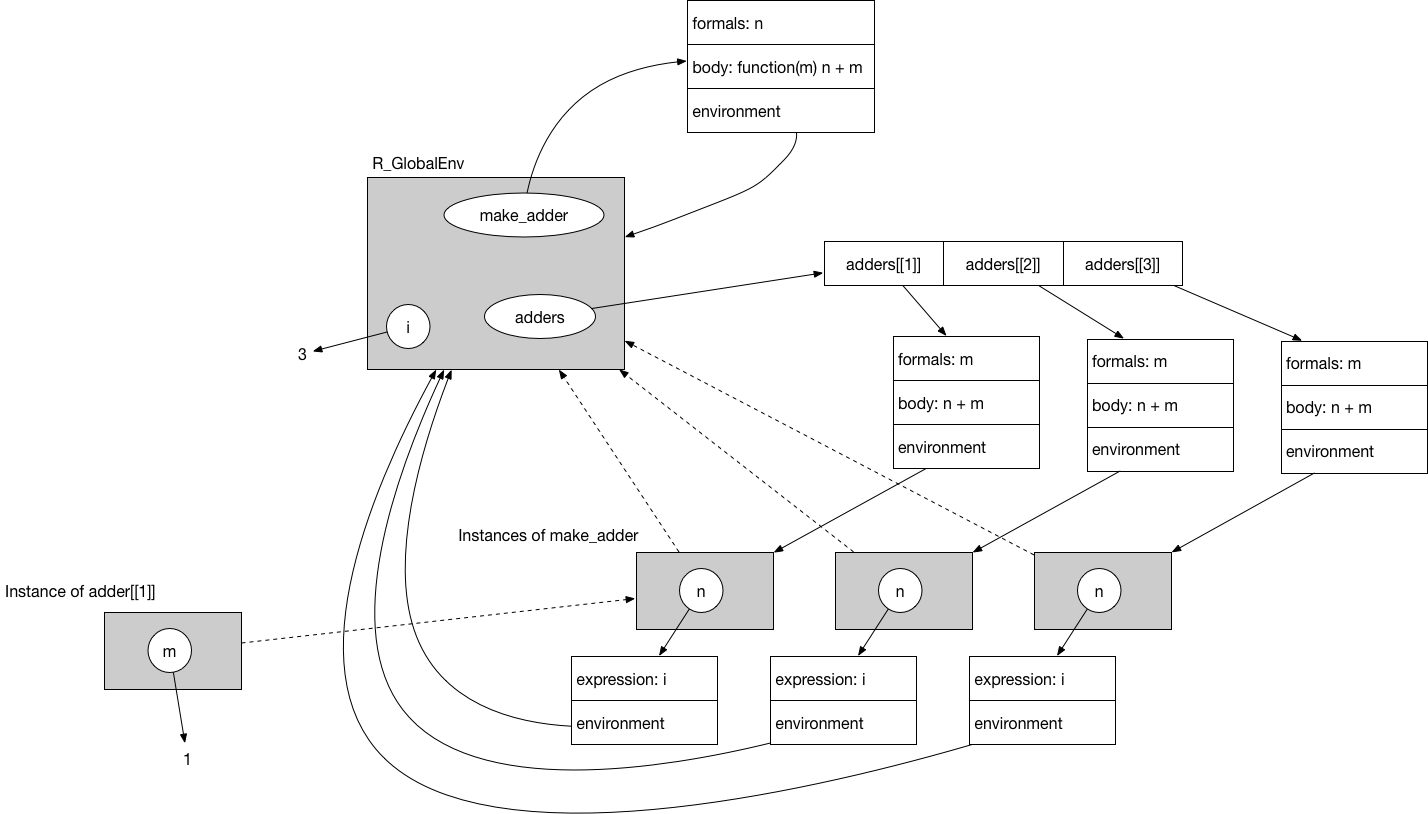 formals: n
body: function(m) n + m
environment
R_GlobalEnv
make_adder
adders[[1]]
adders[[2]]
adders[[3]]
adders
i
3
formals: m
body: n + m
environment
formals: m
body: n + m
environment
formals: m
body: n + m
environment
Instances of make_adder
n
n
n
Instance of adder[[1]]
m
1
expression: i
environment
expression: i
environment
expression: i
environment